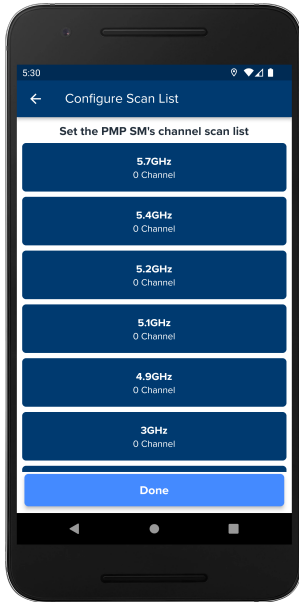 5:30
Configure Scan List
Set the PMP SM's channel scan list
5.7GHz
0 Channel
5.4GHz
0 Channel
5.2GHz
0 Channel
5.1GHz
0 Channel
4.9GHz
0 Channel
3GHz
0 Channel
Done